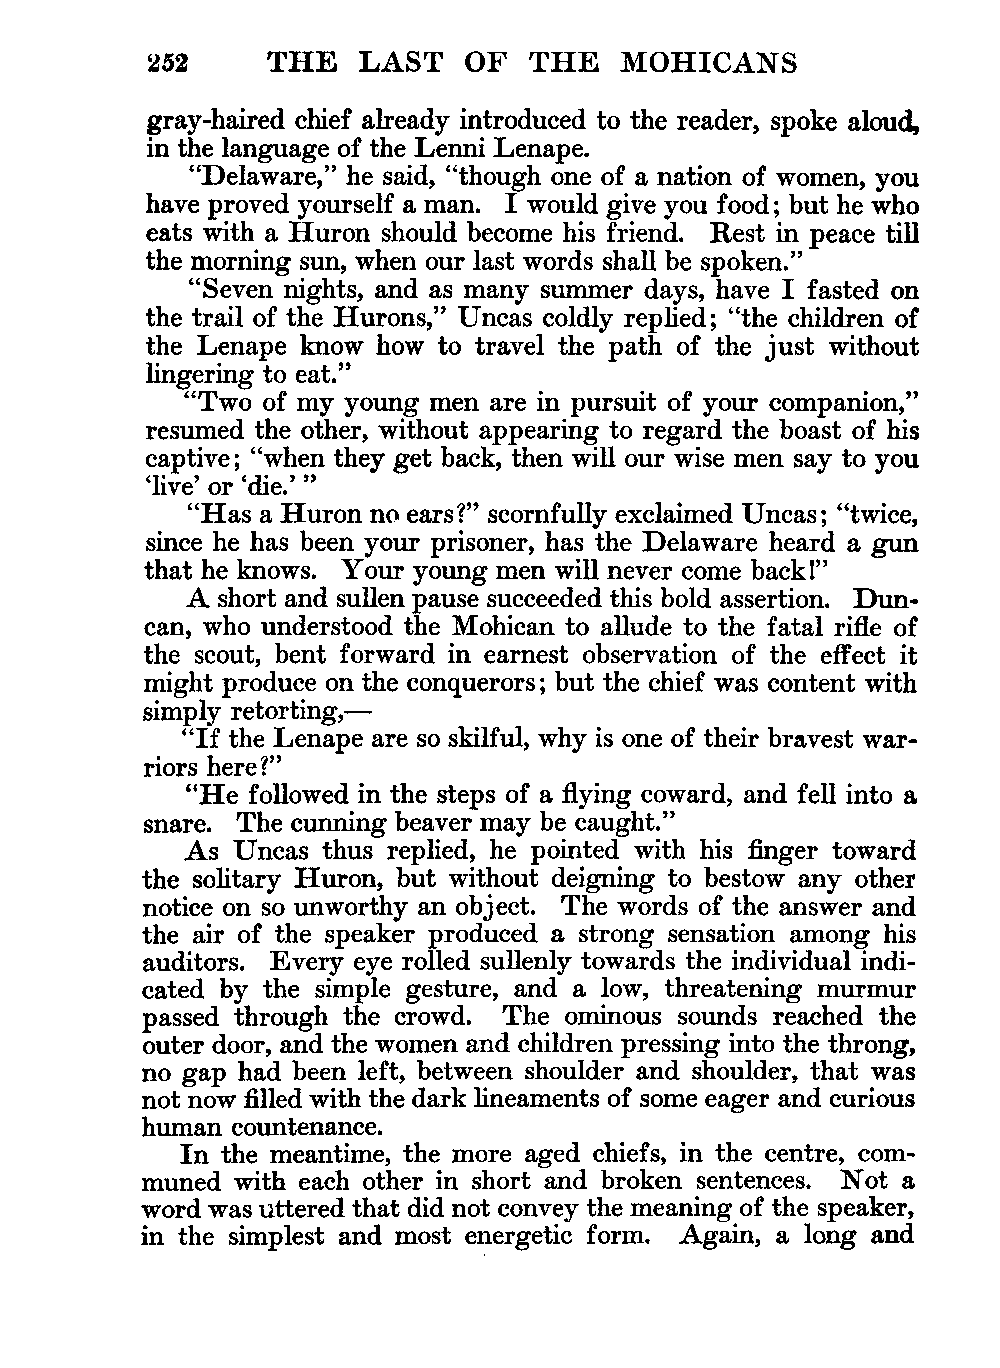 252 THE LAST OF THE MOHICANS
gray-haired chief already introduced to the reader, spoke aloud,
in the language of the Lenni Lenape.
“Delaware,” he said, “though one of a nation of women, you
have proved yourself a man. I would give you food; but he who
eats with a Huron should become his friend. Rest in peace till
the morning sun, when our last words shall be spoken.”
“Seven nights, and as many summer days, have I fasted on
the trail of the Hurons,” Uncas coldly replied; “the children of
the Lenape know how to travel the path of the just without
lingering to eat.”
“Two of my young men are in pursuit of your companion,”
resumed the other, without appearing to regard the boast of his
captive; “when they get back, then will our wise men say to you
‘live’ or ‘die.’ ”
“Has a Huron no ears?” scornfully exclaimed Uncas; “twice,
since he has been your prisoner, has the Delaware heard a gun
that he knows. Your young men will never come back!”
A short and sullen pause succeeded this bold assertion. Dun-
can, who understood the Mohican to allude to the fatal rifle of
the scout, bent forward in earnest observation of the effect it
might produce on the conquerors; but the chief was content with
simply retorting,—
“If the Lenape are so skilful, why is one of their bravest war-
riors here?”
“He followed in the steps of a flying coward, and fell into a
snare. The cunning beaver may be caught.”
As Uncas thus replied, he pointed with his finger toward
the solitary Huron, but without deigning to bestow any other
notice on so unworthy an object. The words of the answer and
the air of the speaker produced a strong sensation among his
auditors. Every eye rolled sullenly towards the individual indi-
cated by the simple gesture, and a low, threatening murmur
passed through the crowd. The ominous sounds reached the
outer door, and the women and children pressing into the throng,
no gap had been left, between shoulder and shoulder, that was
not now filled with the dark lineaments of some eager and curious
human countenance.
In the meantime, the more aged chiefs, in the centre, com-
muned with each other in short and broken sentences. Not a
word was uttered that did not convey the meaning of the speaker,
in the simplest and most energetic form. Again, a long and